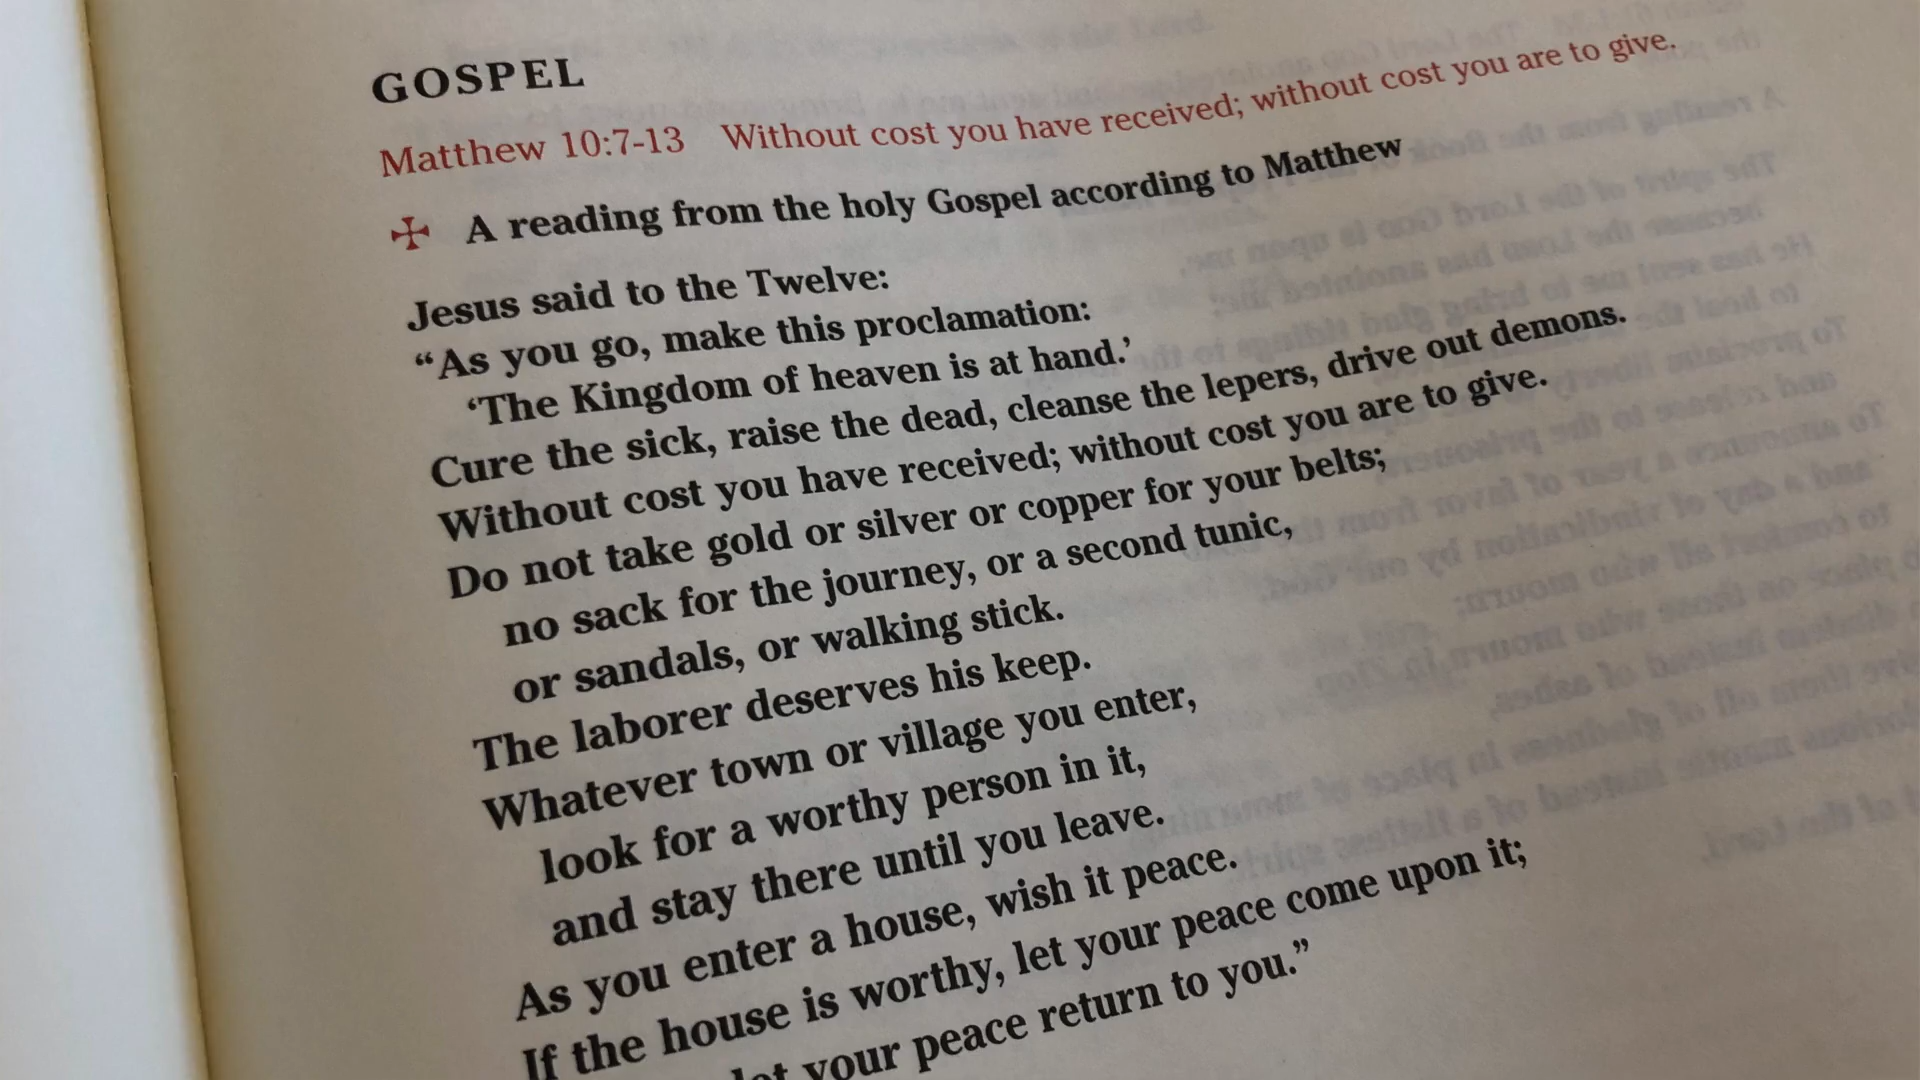 GOSPEL
Matthew 10:7-13 Without cost you have received; without cost you are to give.
✠ A reading from the holy Gospel according to Matthew
Jesus said to the Twelve:
“As you go, make this proclamation:
‘The Kingdom of heaven is at hand.’
Cure the sick, raise the dead, cleanse the lepers, drive out demons.
Without cost you have received; without cost you are to give.
Do not take gold or silver or copper for your belts;
no sack for the journey, or a second tunic,
or sandals, or walking stick.
The laborer deserves his keep.
Whatever town or village you enter,
look for a worthy person in it,
and stay there until you leave.
As you enter a house, wish it peace.
If the house is worthy, let your peace come upon it;
let your peace return to you.”